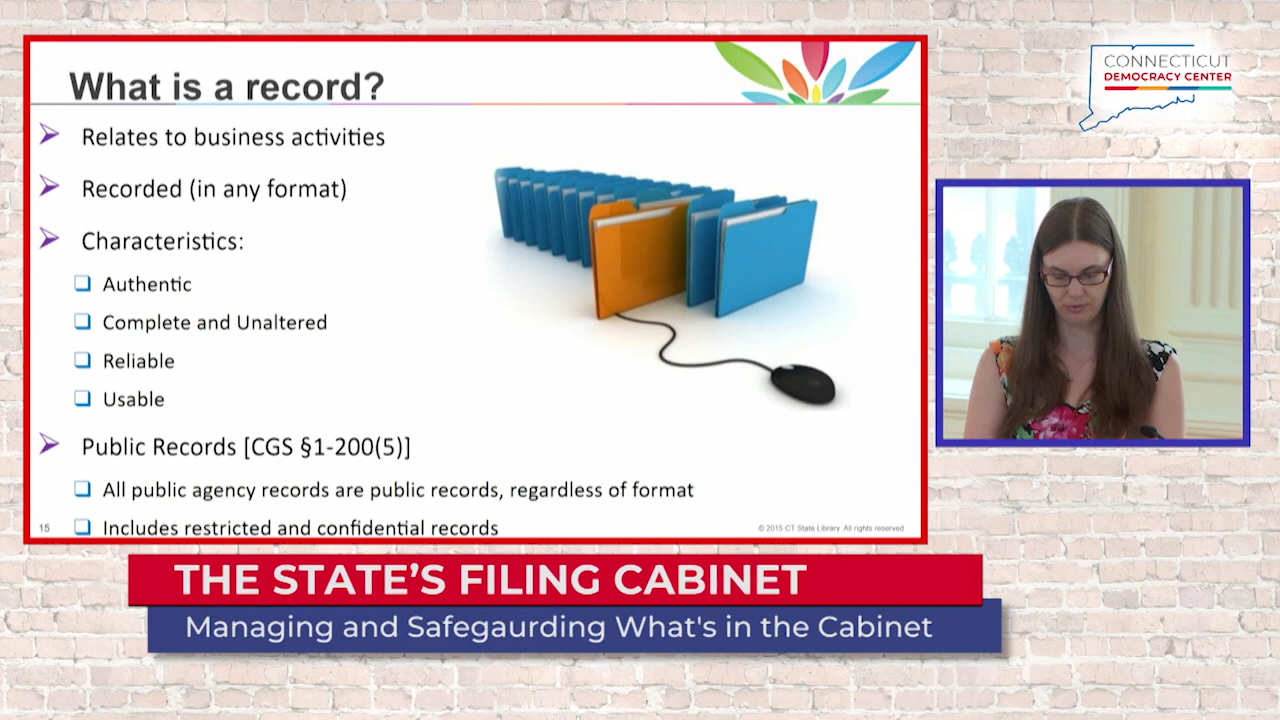 What is a record?
Relates to business activities
Recorded (in any format)
Characteristics:
Authentic
Complete and Unaltered
Reliable
Usable
Public Records [CGS §1-200(5)]
All public agency records are public records, regardless of format
Includes restricted and confidential records
15
© 2015 CT State Library. All rights reserved
CONNECTICUT
DEMOCRACY CENTER
THE STATE’S FILING CABINET
Managing and Safegaurding What's in the Cabinet